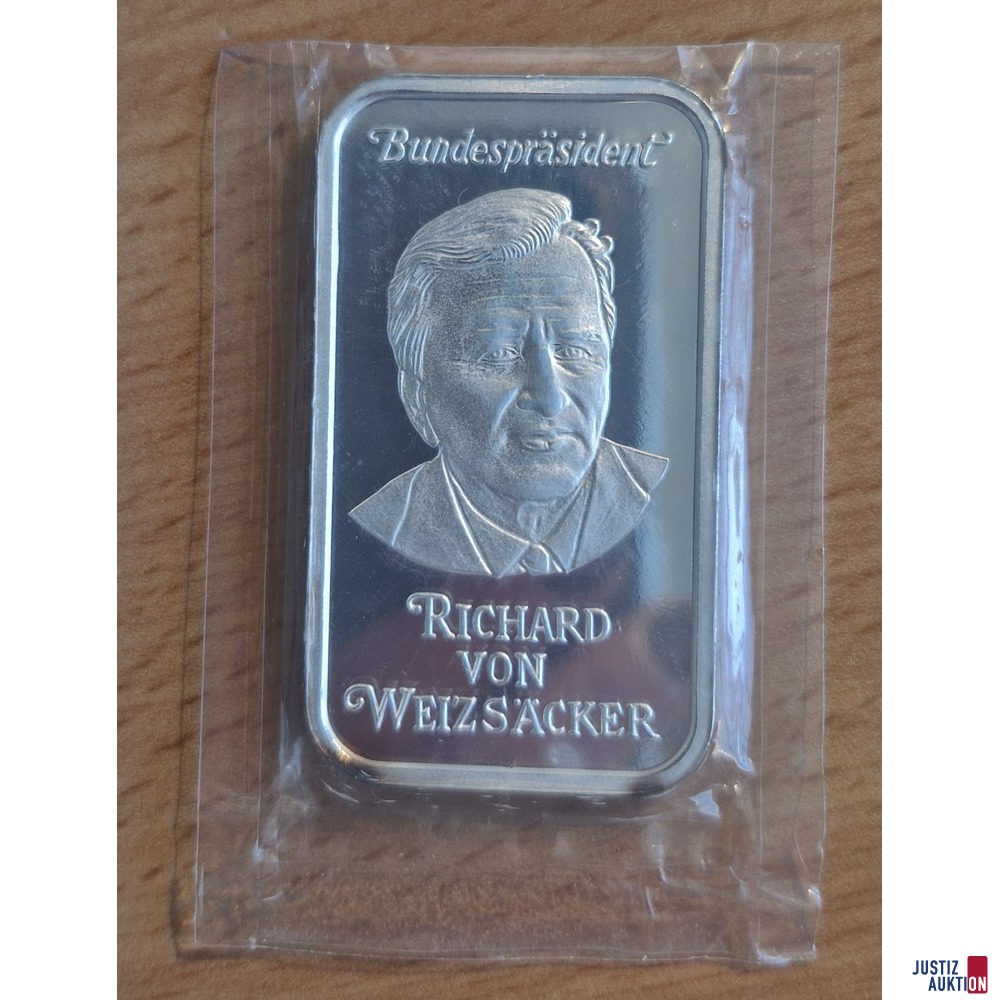 Bundespräsident
RICHARD
VON
WEIZSÄCKER
JUSTIZ
AUKTION